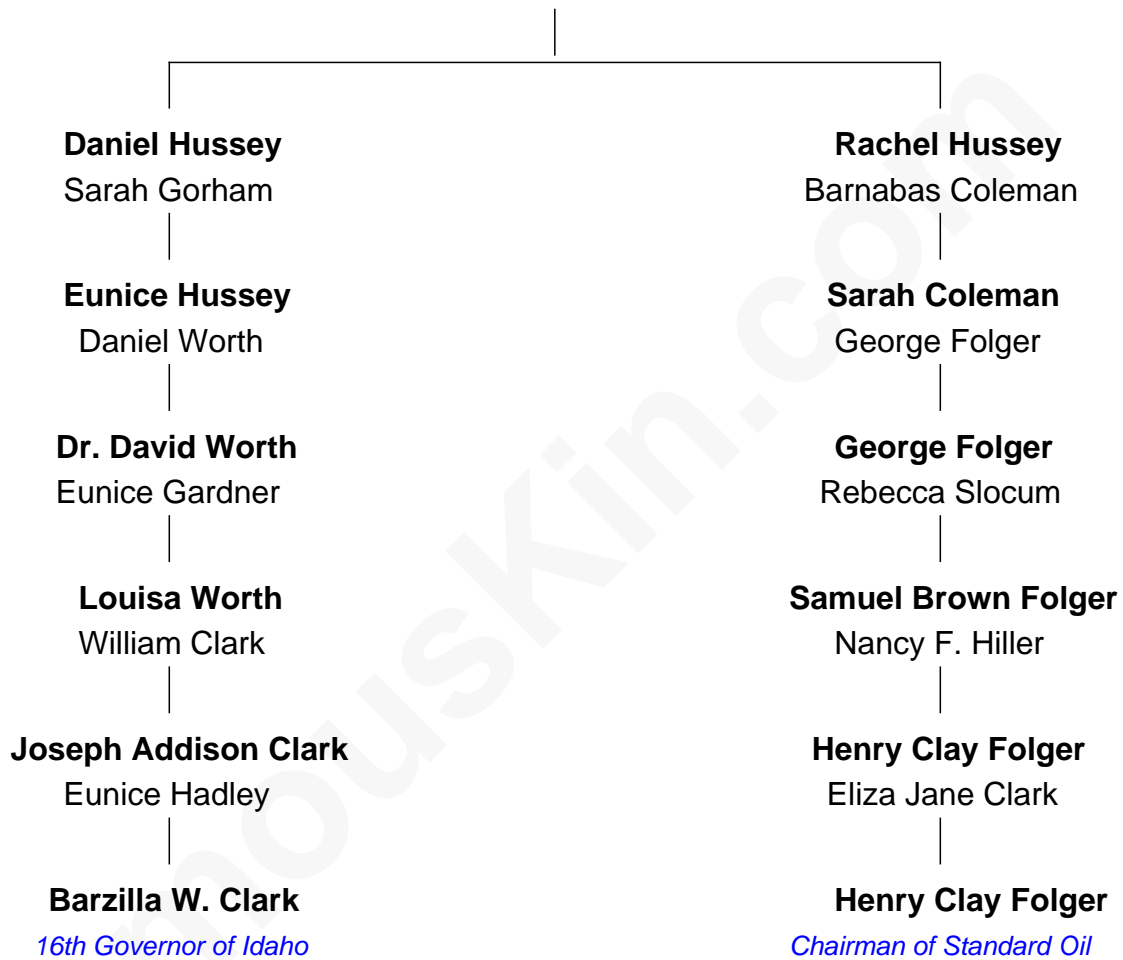 Daniel Hussey
Sarah Gorham
Rachel Hussey
Barnabas Coleman
Eunice Hussey
Daniel Worth
Sarah Coleman
George Folger
Dr. David Worth
Eunice Gardner
George Folger
Rebecca Slocum
Louisa Worth
William Clark
Samuel Brown Folger
Nancy F. Hiller
Joseph Addison Clark
Eunice Hadley
Henry Clay Folger
Eliza Jane Clark
Barzilla W. Clark
16th Governor of Idaho
Henry Clay Folger
Chairman of Standard Oil
mousKin.com